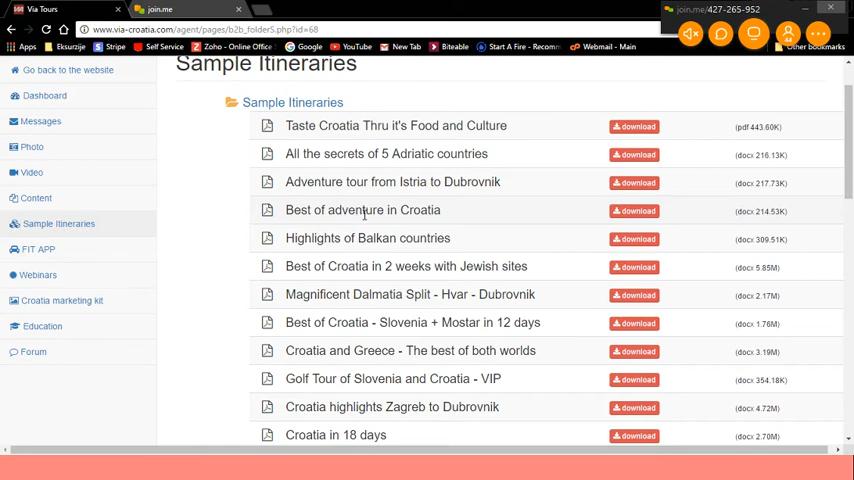 Via Tours
join.me
join.me/427-265-952
www.via-croatia.com/agent/pages/b2b_folderS.php?id=68
Apps
Ekskurzije
Stripe
Self Service
Zoho - Online Office
Google
YouTube
New Tab
Biteable
Start A Fire - Recomm
Webmail - Main
Other bookmarks
Go back to the website
Dashboard
Messages
Photo
Video
Content
Sample Itineraries
FIT APP
Webinars
Croatia marketing kit
Education
Forum
Sample Itineraries
Sample Itineraries
Taste Croatia Thru it's Food and Culture download (pdf 443.60K)
All the secrets of 5 Adriatic countries download (docx 216.13K)
Adventure tour from Istria to Dubrovnik download (docx 217.73K)
Best of adventure in Croatia download (docx 214.53K)
Highlights of Balkan countries download (docx 309.51K)
Best of Croatia in 2 weeks with Jewish sites download (docx 5.85M)
Magnificent Dalmatia Split - Hvar - Dubrovnik download (docx 2.17M)
Best of Croatia - Slovenia + Mostar in 12 days download (docx 1.76M)
Croatia and Greece - The best of both worlds download (docx 3.19M)
Golf Tour of Slovenia and Croatia - VIP download (docx 354.18K)
Croatia highlights Zagreb to Dubrovnik download (docx 4.72M)
Croatia in 18 days download (docx 2.70M)